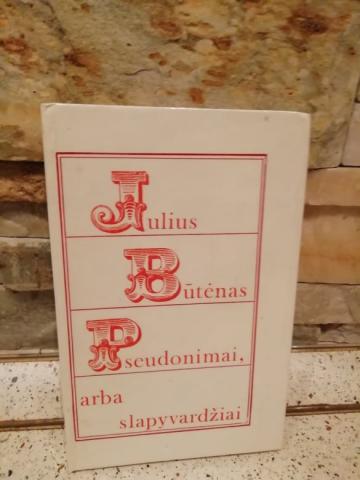 Julius
Būtėnas
Pseudonimai,
arba
slapyvardžiai